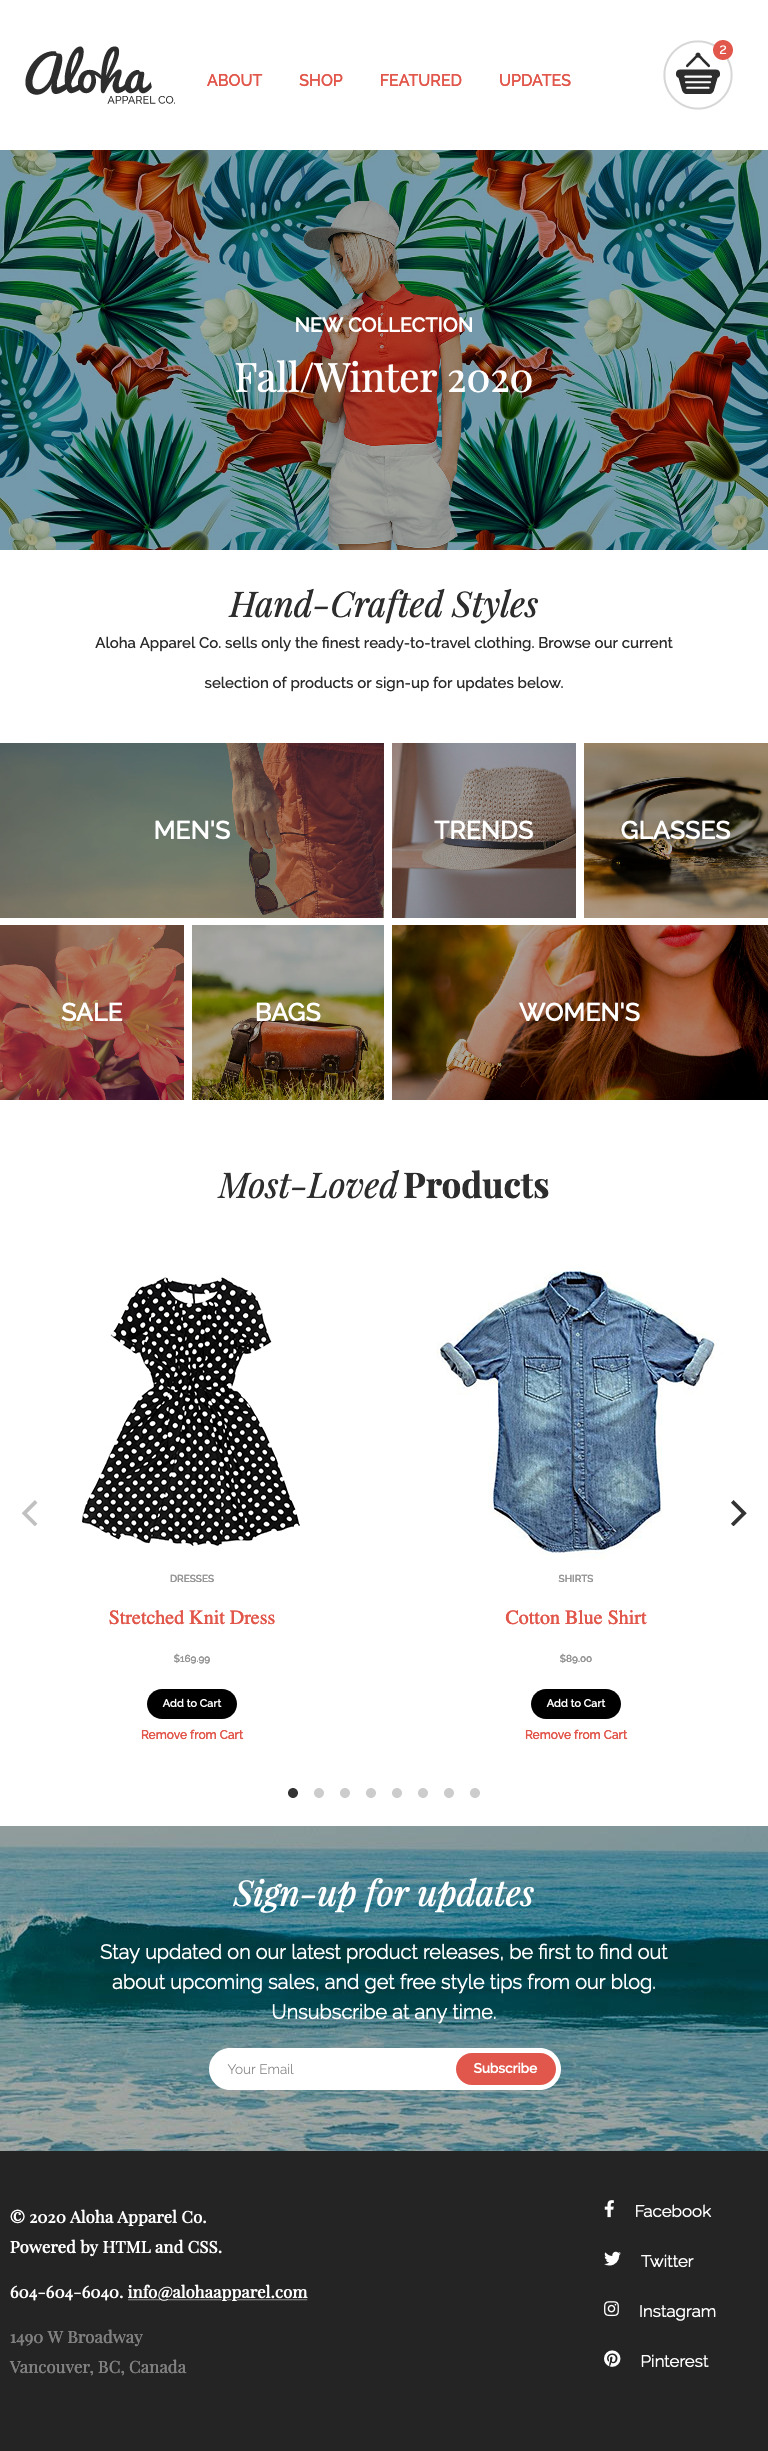 Aloha
APPAREL CO.
ABOUT
SHOP
FEATURED
UPDATES
2
NEW COLLECTION
Fall/Winter 2020
Hand-Crafted Styles
Aloha Apparel Co. sells only the finest ready-to-travel clothing. Browse our current
selection of products or sign-up for updates below.
MEN'S
TRENDS
GLASSES
SALE
BAGS
WOMEN'S
Most-Loved Products
DRESSES
Stretched Knit Dress
$169.99
Add to Cart
Remove from Cart
SHIRTS
Cotton Blue Shirt
$89.00
Add to Cart
Remove from Cart
Sign-up for updates
Stay updated on our latest product releases, be first to find out
about upcoming sales, and get free style tips from our blog.
Unsubscribe at any time.
Your Email
Subscribe
© 2020 Aloha Apparel Co.
Powered by HTML and CSS.
604-604-6040. info@alohaapparel.com
1490 W Broadway
Vancouver, BC, Canada
Facebook
Twitter
Instagram
Pinterest